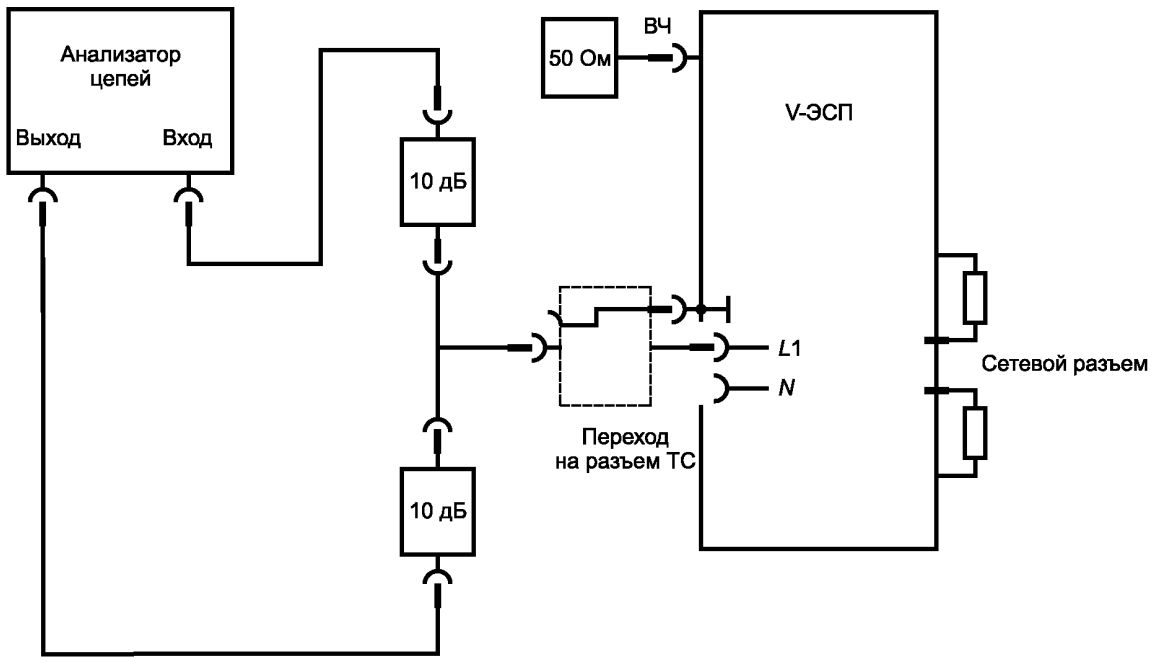 Анализатор
цепей
Выход
Вход
10 дБ
50 Ом
ВЧ
V-ЭСП
L1
N
Переход
на разъем ТС
Сетевой разъем
10 дБ